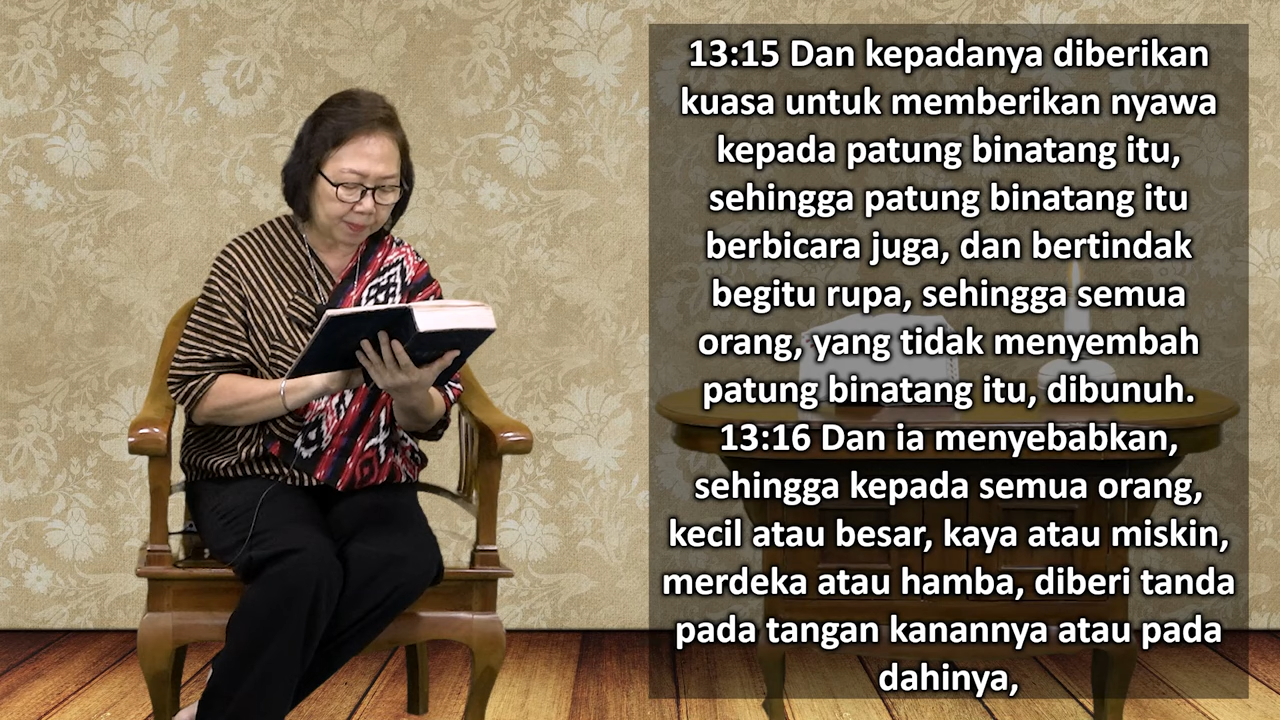 13:15 Dan kepadanya diberikan
kuasa untuk memberikan nyawa
kepada patung binatang itu,
sehingga patung binatang itu
berbicara juga, dan bertindak
begitu rupa, sehingga semua
orang, yang tidak menyembah
patung binatang itu, dibunuh.
13:16 Dan ia menyebabkan,
sehingga kepada semua orang,
kecil atau besar, kaya atau miskin,
merdeka atau hamba, diberi tanda
pada tangan kanannya atau pada
dahinya,